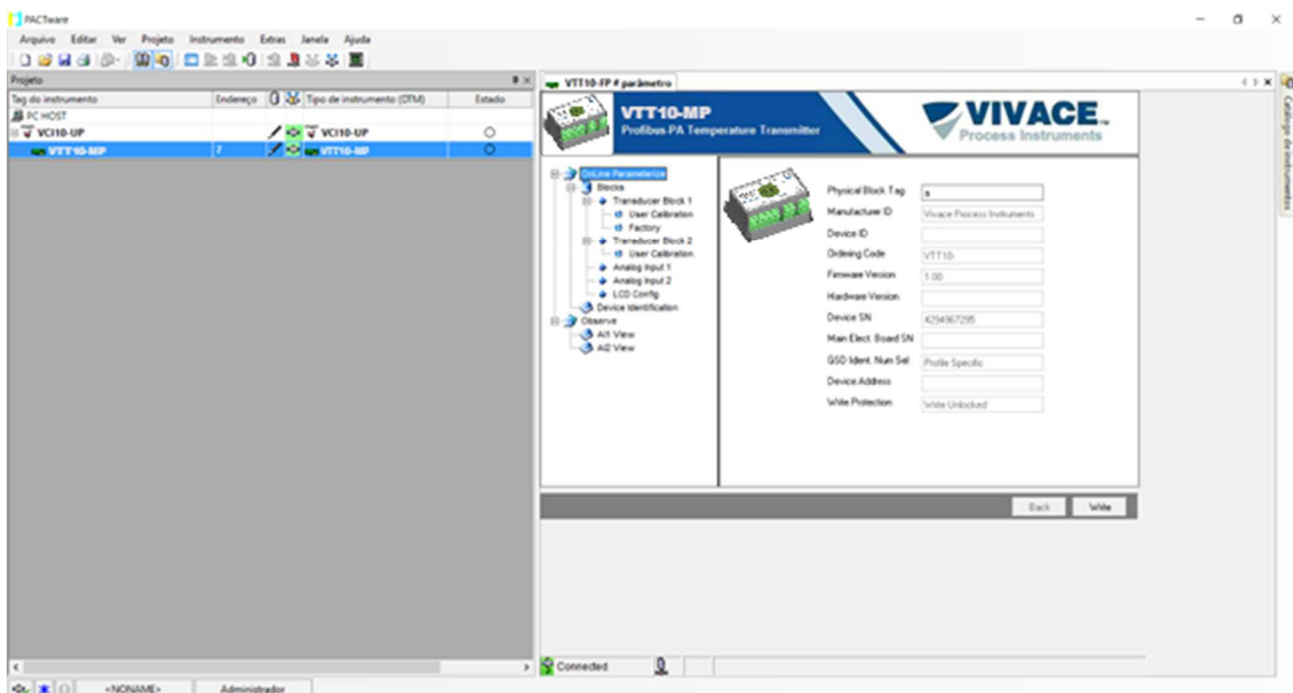 PACTware
Arquivo Editar Ver Projeto Instrumento Extras Janela Ajuda
Projeto
Tag do instrumento Endereço Tipo de instrumento (DTM) Estado
PC HOST
VCI10-UP VCI10-UP
VTT10-MP 7 VTT10-MP
VTT10-FP # parâmetro
VTT10-MP
Profibus-PA Temperature Transmitter
VIVACE
Process Instruments
OnLine Parameterize
Blocks
Transducer Block 1
User Calibration
Factory
Transducer Block 2
User Calibration
Analog Input 1
Analog Input 2
LCD Config
Device Identification
Observe
AI1 View
AI2 View
Physical Block Tag a
Manufacturer ID Vivace Process Instruments
Device ID
Ordering Code VTT10-
Firmware Version 1.00
Hardware Version
Device SN 4294967295
Main Elect. Board SN
GSD Ident. Num Sel Profile Specific
Device Address
Write Protection Write Unlocked
Back Write
Catálogo de instrumentos
Connected
<NONAME> Administrador